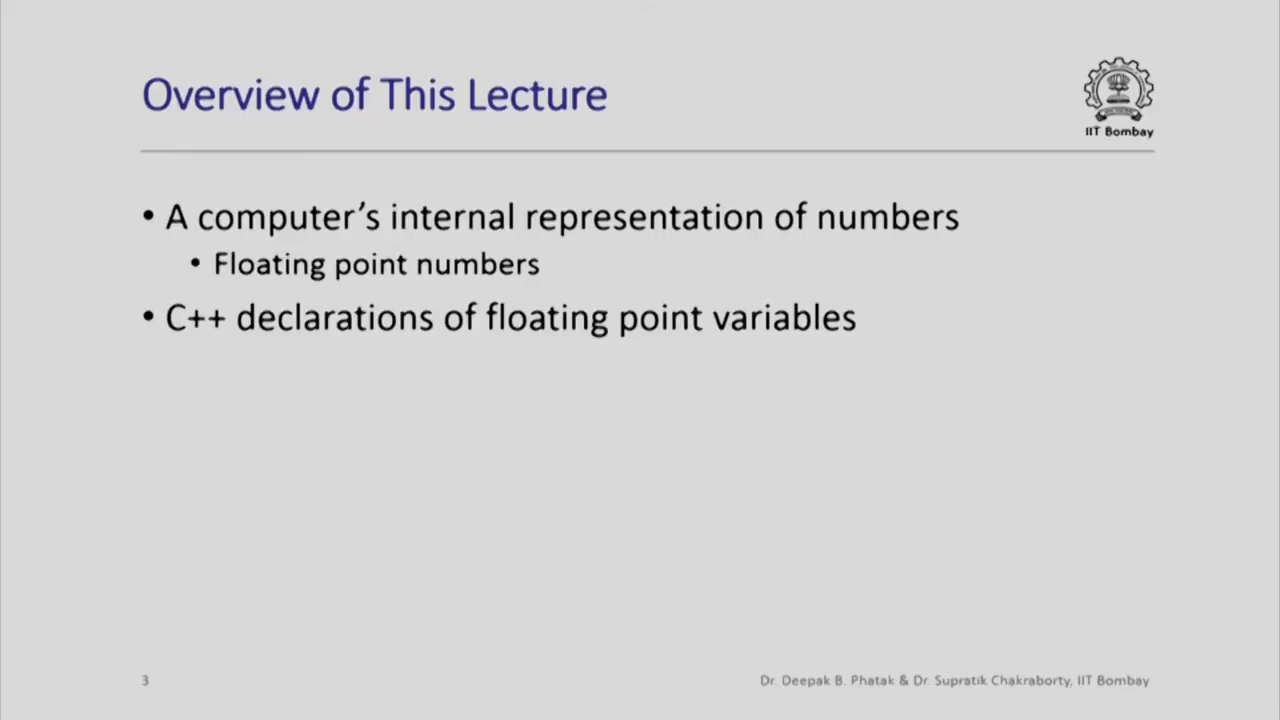 Overview of This Lecture
IIT Bombay
• A computer's internal representation of numbers
• Floating point numbers
• C++ declarations of floating point variables
3
Dr. Deepak B. Phatak & Dr. Supratik Chakraborty, IIT Bombay